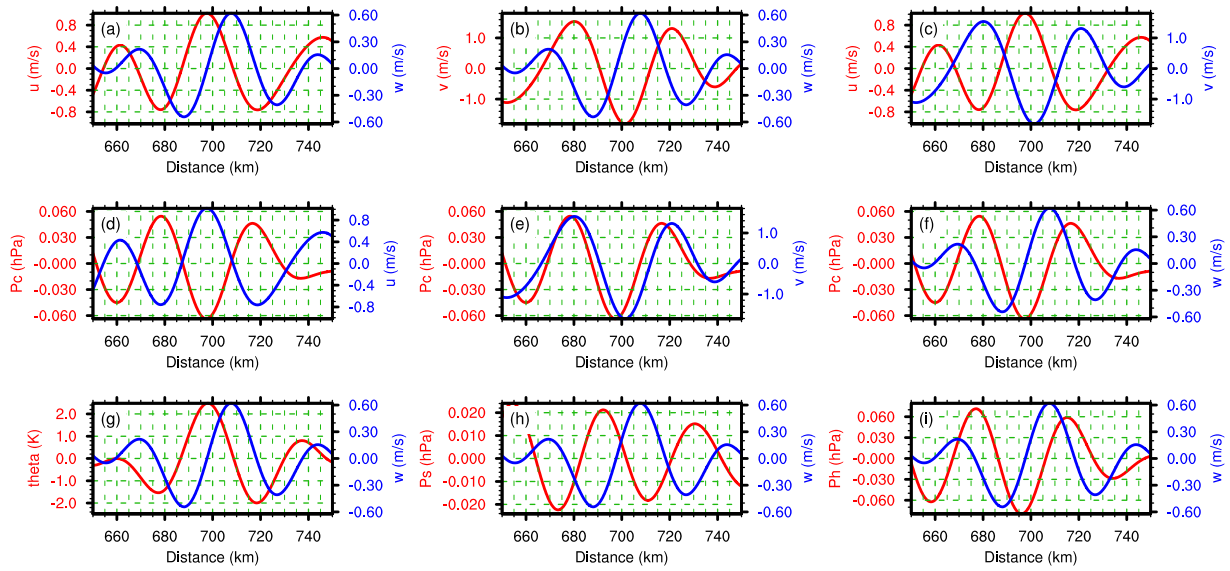 (a)
u (m/s)
0.8
0.4
0.0
-0.4
-0.8
w (m/s)
0.60
0.30
0.00
-0.30
-0.60
660 680 700 720 740
Distance (km)
(b)
v (m/s)
1.0
0.0
-1.0
w (m/s)
0.60
0.30
0.00
-0.30
-0.60
660 680 700 720 740
Distance (km)
(c)
u (m/s)
0.8
0.4
0.0
-0.4
-0.8
v (m/s)
1.0
0.0
-1.0
660 680 700 720 740
Distance (km)
(d)
Pc (hPa)
0.060
0.030
-0.000
-0.030
-0.060
u (m/s)
0.8
0.4
0.0
-0.4
-0.8
660 680 700 720 740
Distance (km)
(e)
Pc (hPa)
0.060
0.030
-0.000
-0.030
-0.060
v (m/s)
1.0
0.0
-1.0
660 680 700 720 740
Distance (km)
(f)
Pc (hPa)
0.060
0.030
-0.000
-0.030
-0.060
w (m/s)
0.60
0.30
0.00
-0.30
-0.60
660 680 700 720 740
Distance (km)
(g)
theta (K)
2.0
1.0
0.0
-1.0
-2.0
w (m/s)
0.60
0.30
0.00
-0.30
-0.60
660 680 700 720 740
Distance (km)
(h)
Ps (hPa)
0.020
0.010
0.000
-0.010
-0.020
w (m/s)
0.60
0.30
0.00
-0.30
-0.60
660 680 700 720 740
Distance (km)
(i)
Ph (hPa)
0.060
0.030
-0.000
-0.030
-0.060
w (m/s)
0.60
0.30
0.00
-0.30
-0.60
660 680 700 720 740
Distance (km)